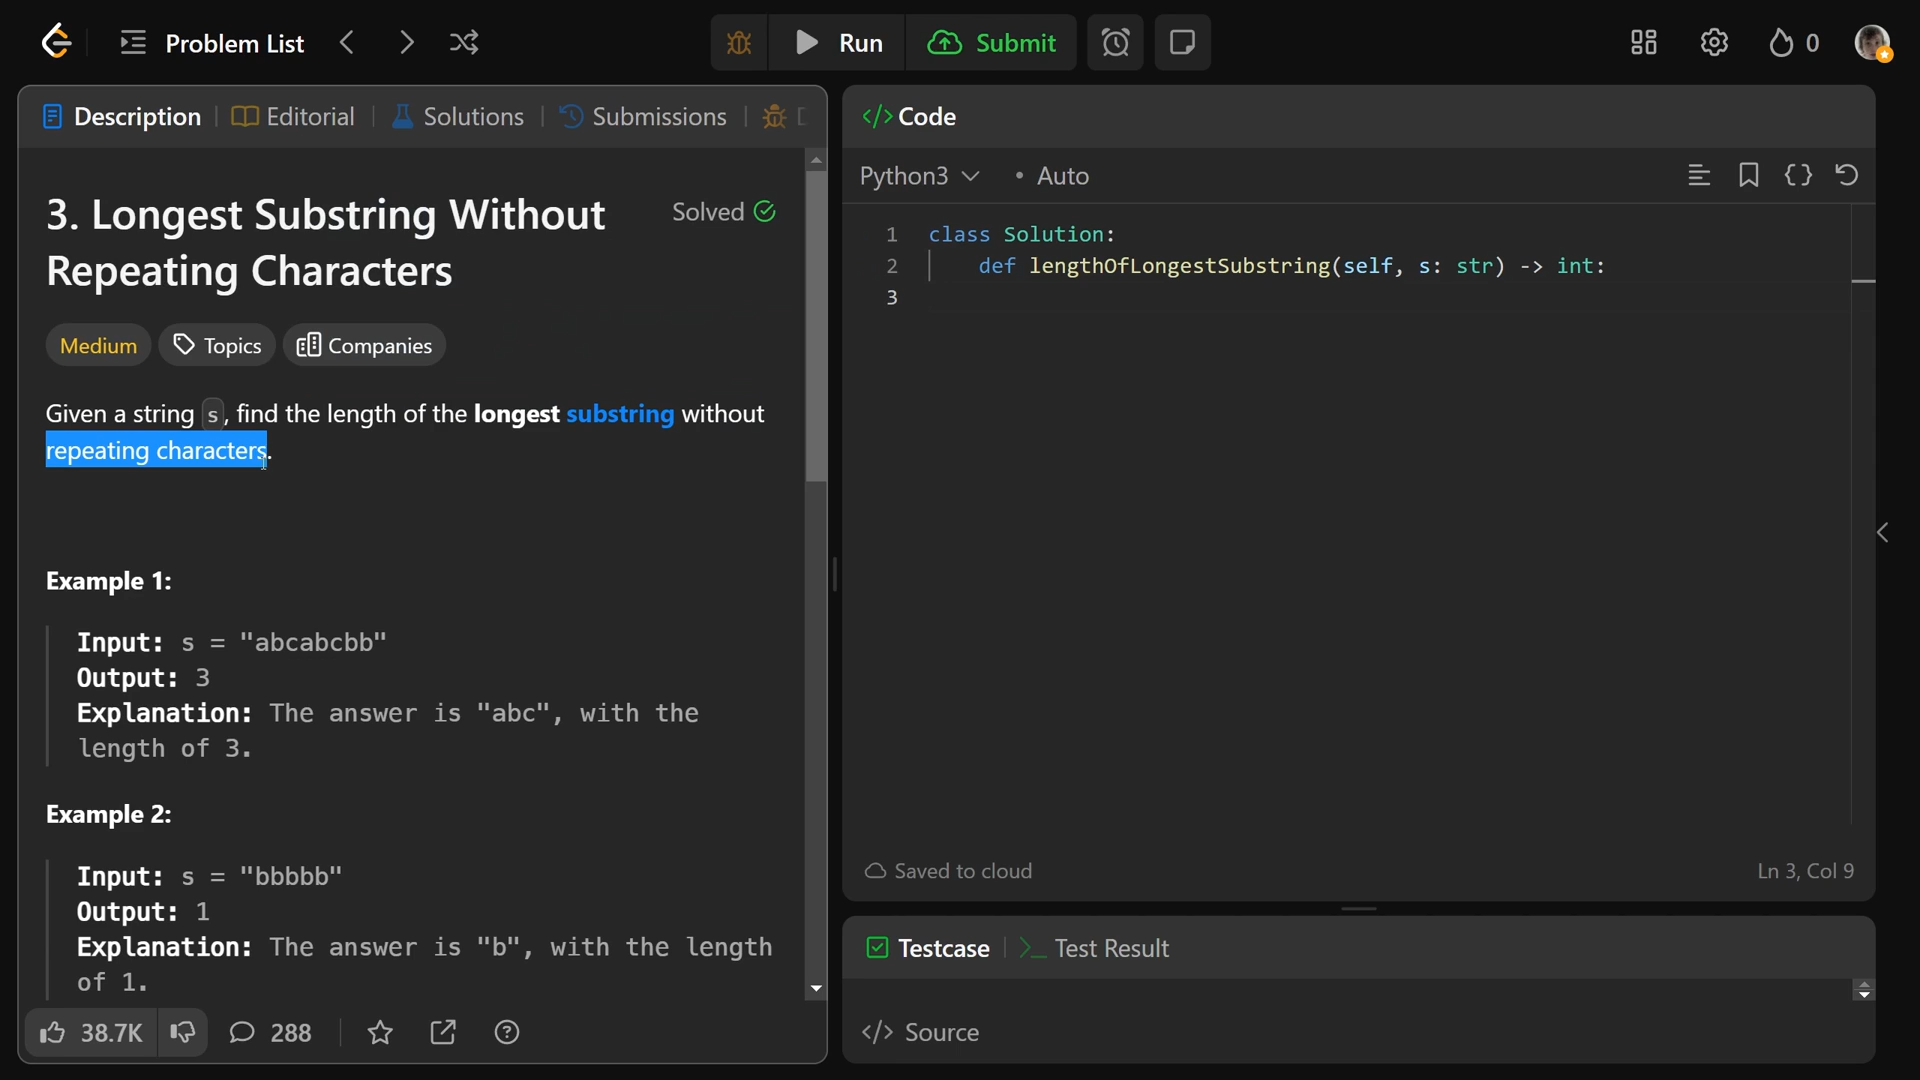 Problem List
Run
Submit
0
Description
Editorial
Solutions
Submissions
D
3. Longest Substring Without
Repeating Characters
Solved
Medium
Topics
Companies
Given a string s, find the length of the longest substring without
repeating characters.
Example 1:
Input: s = "abcabcbb"
Output: 3
Explanation: The answer is "abc", with the
length of 3.
Example 2:
Input: s = "bbbbb"
Output: 1
Explanation: The answer is "b", with the length
of 1.
38.7K
288
</> Code
Python3
• Auto
1 class Solution:
2 def lengthOfLongestSubstring(self, s: str) -> int:
3
Saved to cloud
Ln 3, Col 9
Testcase
>_ Test Result
</> Source